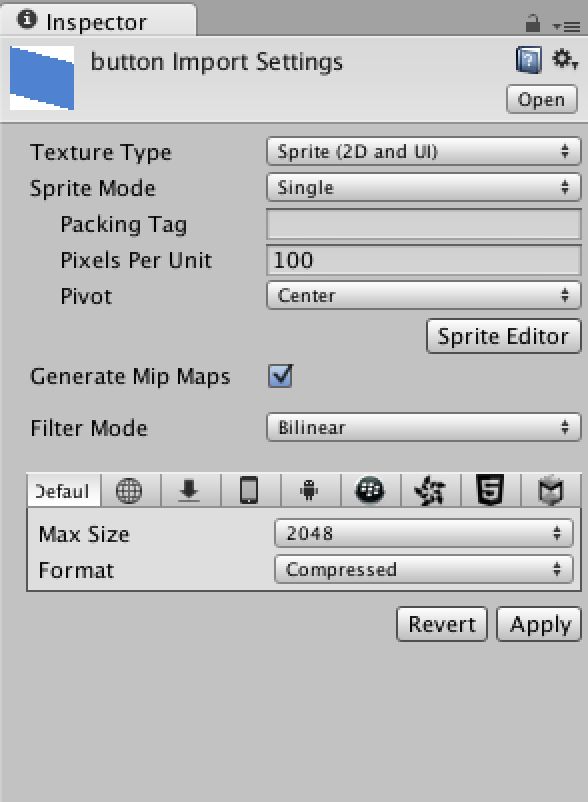 Inspector
button Import Settings
Open
Texture Type Sprite (2D and UI)
Sprite Mode Single
Packing Tag
Pixels Per Unit 100
Pivot Center
Sprite Editor
Generate Mip Maps
Filter Mode Bilinear
Defaul
Max Size 2048
Format Compressed
Revert Apply